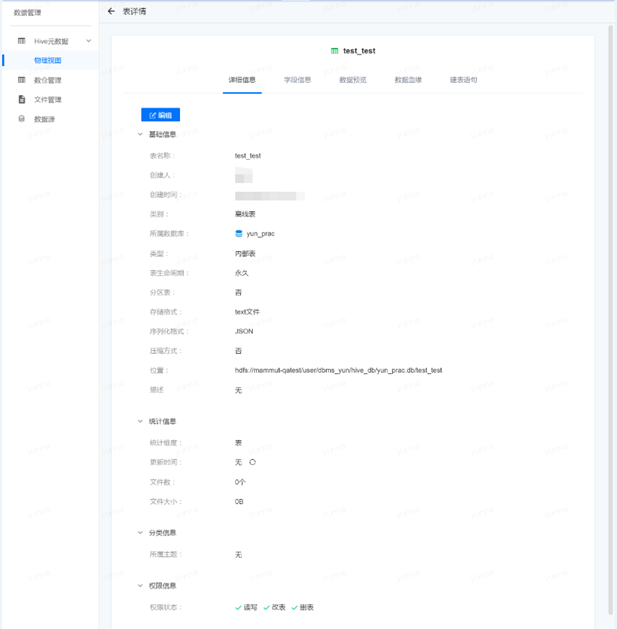 数据管理
← 表详情
Hive元数据
物理视图
数仓管理
文件管理
数据源
test_test
详细信息 字段信息 数据预览 数据血缘 建表语句
编辑
基础信息
表名称： test_test
创建人：
创建时间：
类别： 离线表
所属数据库： yun_prac
类型： 内部表
表生命周期： 永久
分区表： 否
存储格式： text文件
序列化格式： JSON
压缩方式： 否
位置： hdfs://mammut-qatest/user/dbms_yun/hive_db/yun_prac.db/test_test
描述 无
统计信息
统计维度： 表
更新时间： 无
文件数： 0个
文件大小： 0B
分类信息
所属主题： 无
权限信息
权限状态： 读写 改表 删表